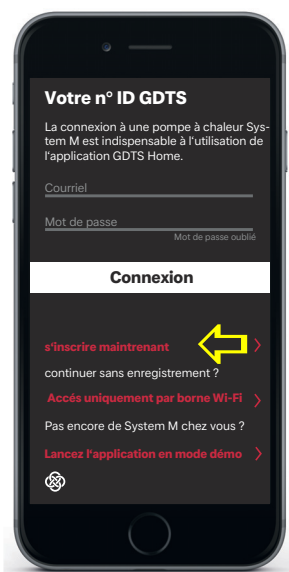 Votre n° ID GDTS
La connexion à une pompe à chaleur Sys-
tem M est indispensable à l'utilisation de
l'application GDTS Home.
Courriel
Mot de passe
Mot de passe oublié
Connexion
s'inscrire maintenant
continuer sans enregistrement ?
Accés uniquement par borne Wi-Fi
Pas encore de System M chez vous ?
Lancez l'application en mode démo